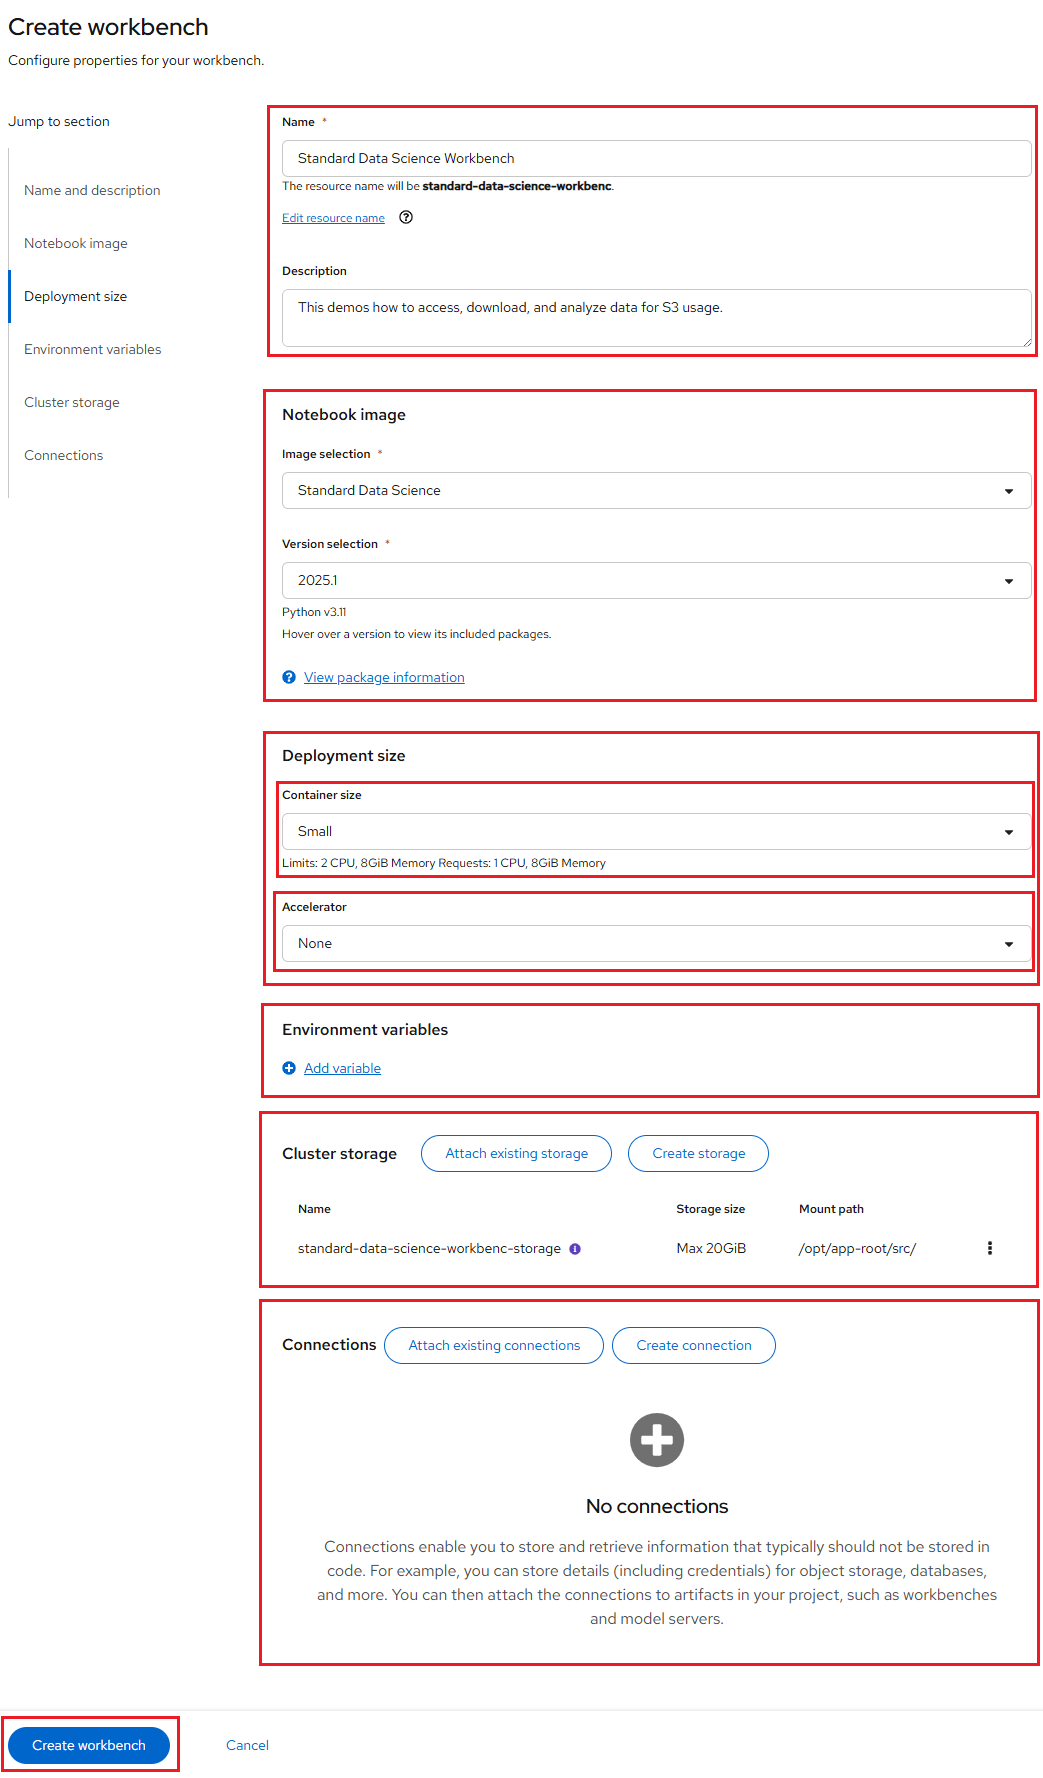 Create workbench
Configure properties for your workbench.
Jump to section
Name and description
Notebook image
Deployment size
Environment variables
Cluster storage
Connections
Name *
Standard Data Science Workbench
The resource name will be standard-data-science-workbenc.
Edit resource name
Description
This demos how to access, download, and analyze data for S3 usage.
Notebook image
Image selection *
Standard Data Science
Version selection *
2025.1
Python v3.11
Hover over a version to view its included packages.
View package information
Deployment size
Container size
Small
Limits: 2 CPU, 8GiB Memory Requests: 1 CPU, 8GiB Memory
Accelerator
None
Environment variables
Add variable
Cluster storage Attach existing storage Create storage
Name Storage size Mount path
standard-data-science-workbenc-storage Max 20GiB /opt/app-root/src/
Connections Attach existing connections Create connection
No connections
Connections enable you to store and retrieve information that typically should not be stored in
code. For example, you can store details (including credentials) for object storage, databases,
and more. You can then attach the connections to artifacts in your project, such as workbenches
and model servers.
Create workbench Cancel